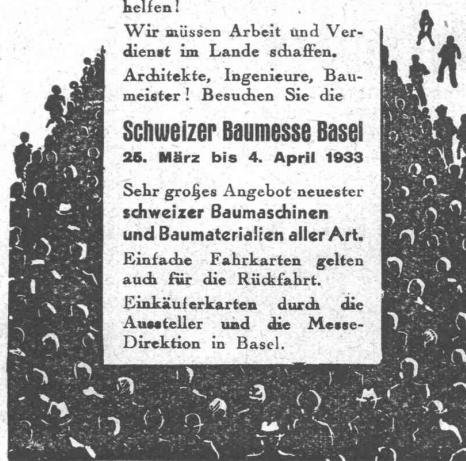 helfen!
Wir müssen Arbeit und Ver-
dienst im Lande schaffen.
Architekte, Ingenieure, Bau-
meister! Besuchen Sie die
Schweizer Baumesse Basel
25. März bis 4. April 1933
Sehr großes Angebot neuester
schweizer Baumaschinen
und Baumaterialien aller Art.
Einfache Fahrkarten gelten
auch für die Rückfahrt.
Einkäuferkarten durch die
Aussteller und die Messe-
Direktion in Basel.